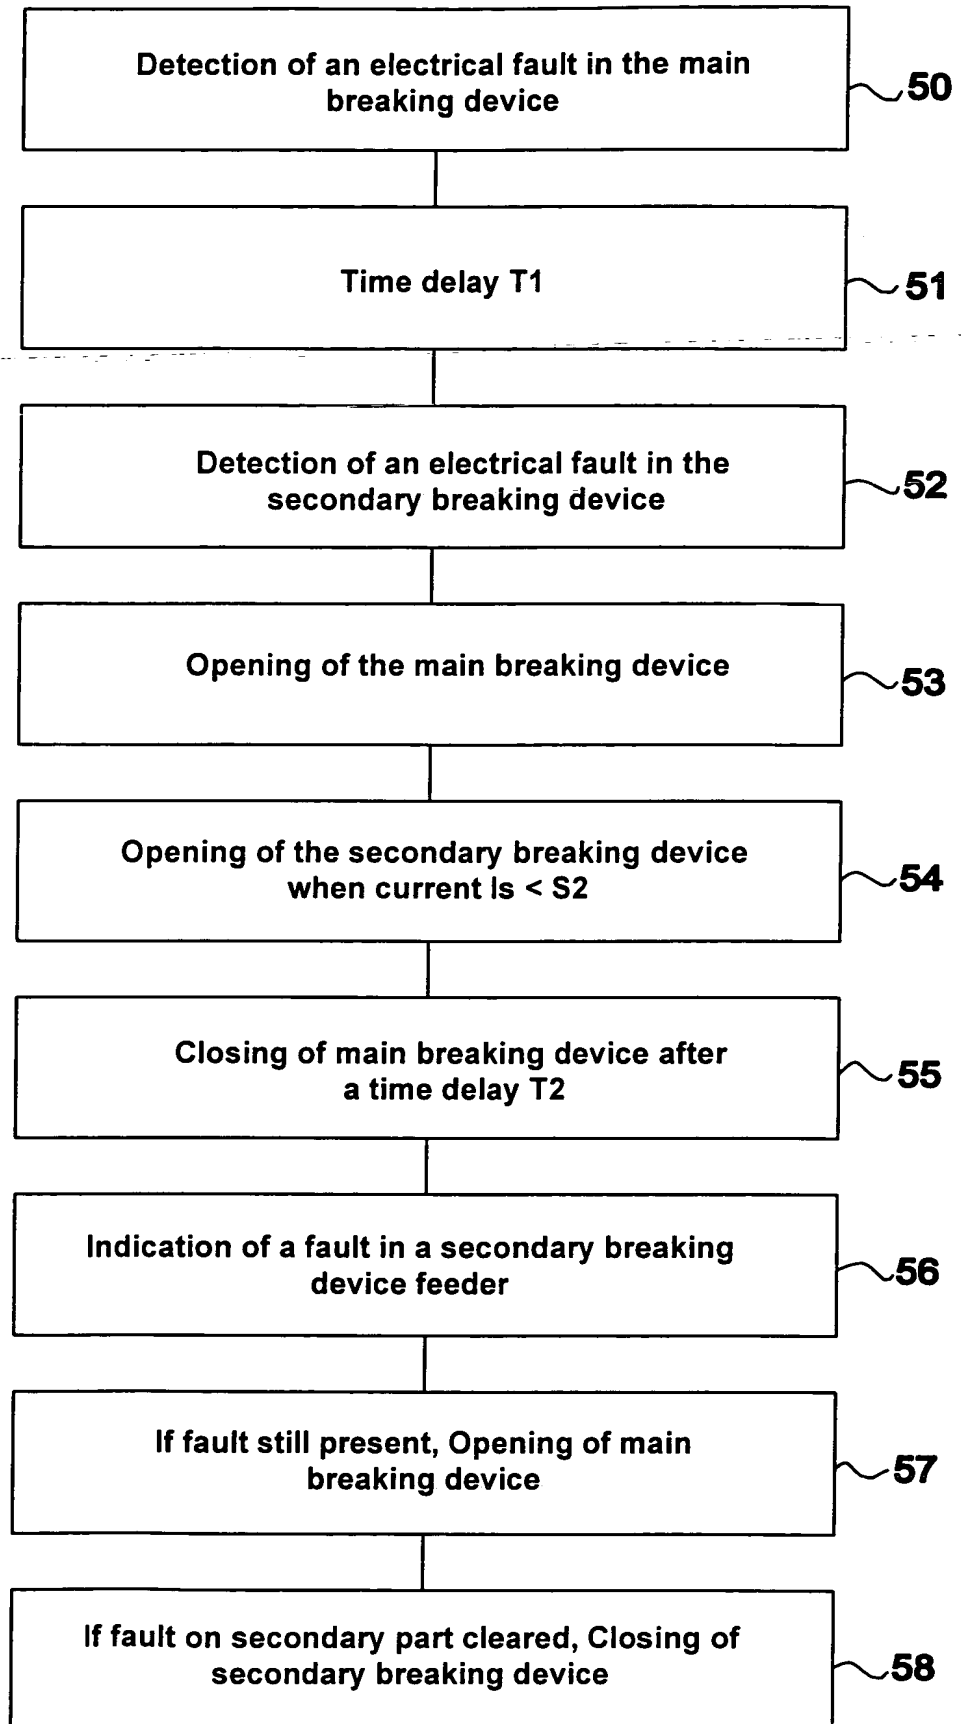 Detection of an electrical fault in the main
breaking device
50
Time delay T1
51
Detection of an electrical fault in the
secondary breaking device
52
Opening of the main breaking device
53
Opening of the secondary breaking device
when current Is < S2
54
Closing of main breaking device after
a time delay T2
55
Indication of a fault in a secondary breaking
device feeder
56
If fault still present, Opening of main
breaking device
57
If fault on secondary part cleared, Closing of
secondary breaking device
58